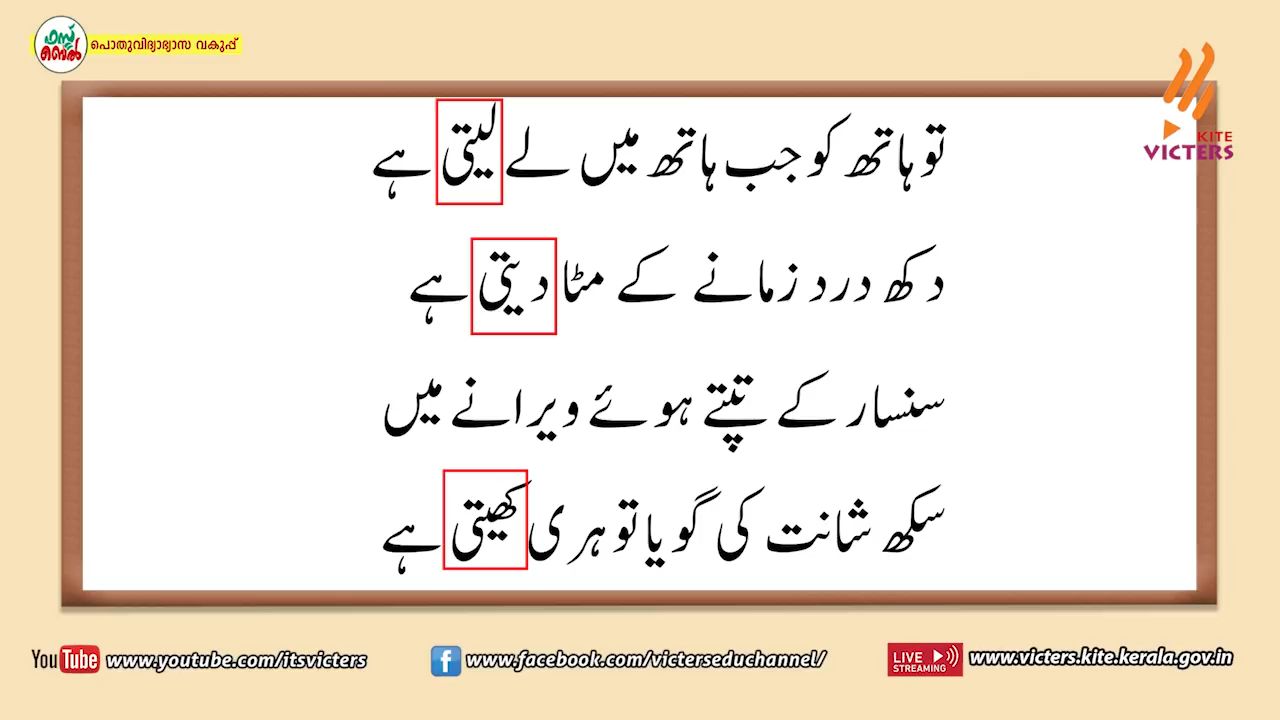 ഫസ്റ്റ് ബെൽ
പൊതുവിദ്യാഭ്യാസ വകുപ്പ്
KITE
VICTERS
تو ہاتھ کو جب ہاتھ میں لے لیتی ہے
دکھ درد زمانے کے مٹا دیتی ہے
سنسار کے تپتے ہوئے ویرانے میں
سکھ شانت کی گویا تو ہری کھیتی ہے
YouTube www.youtube.com/itsvicters
f www.facebook.com/victerseduchannel/
LIVE STREAMING www.victers.kite.kerala.gov.in